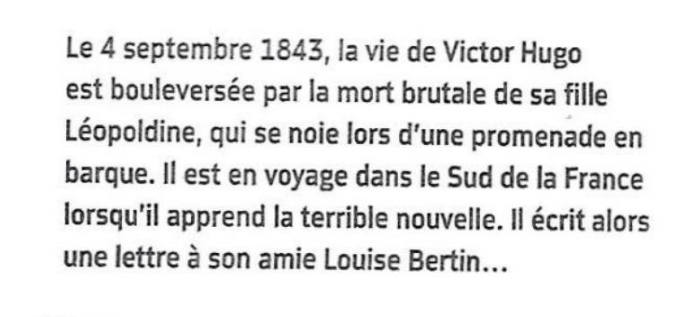 Le 4 septembre 1843, la vie de Victor Hugo
est bouleversée par la mort brutale de sa fille
Léopoldine, qui se noie lors d’une promenade en
barque. Il est en voyage dans le Sud de la France
lorsqu'il apprend la terrible nouvelle. Il écrit alors
une lettre à son amie Louise Bertin...